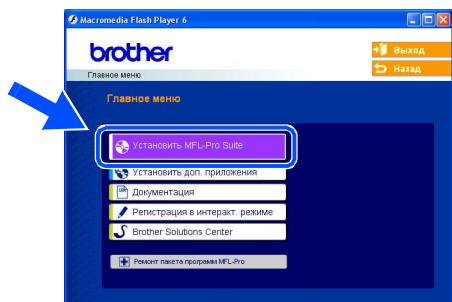 Macromedia Flash Player 6
brother
Выход
Назад
Главное меню
Главное меню
Установить MFL-Pro Suite
Установить доп. приложения
Документация
Регистрация в интеракт. режиме
Brother Solutions Center
Ремонт пакета программ MFL-Pro